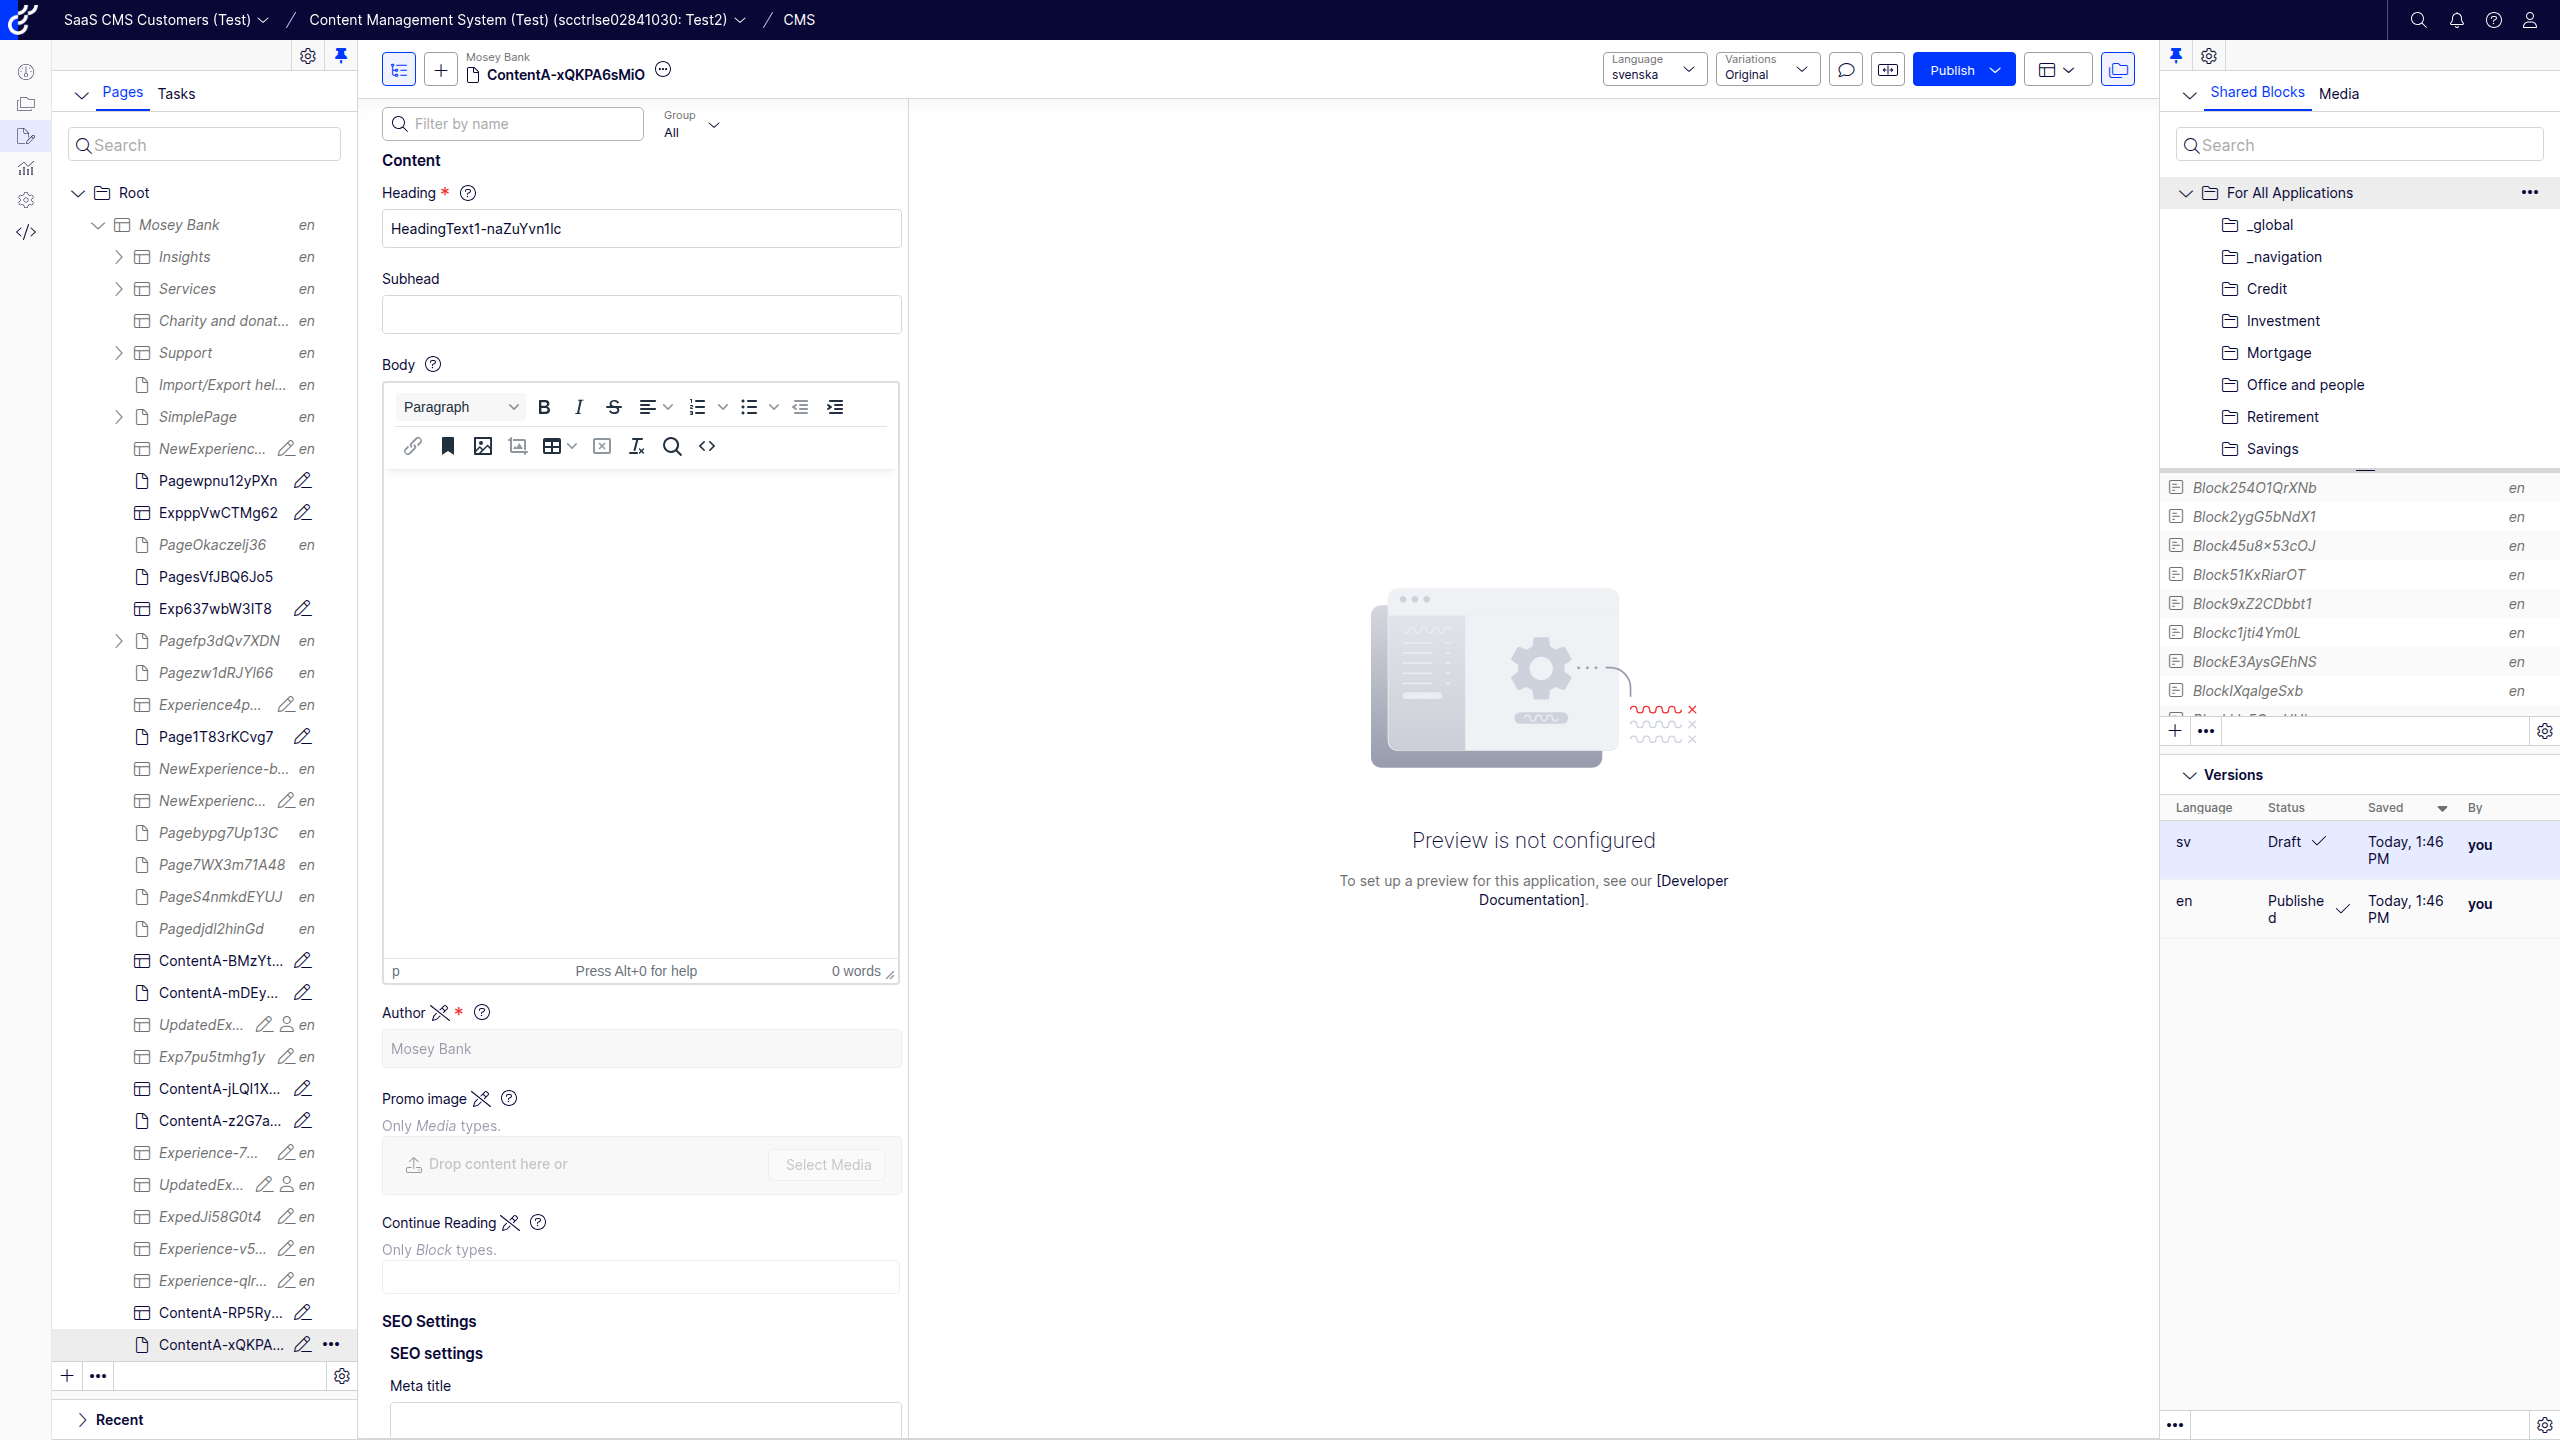 SaaS CMS Customers (Test)
Content Management System (Test) (scctrlse02841030: Test2)
CMS
Pages
Tasks
Search
Root
Mosey Bank en
Insights en
Services en
Charity and donat... en
Support en
Import/Export hel... en
SimplePage en
NewExperienc... en
Pagewpnu12yPXn
ExpppVwCTMg62
PageOkaczelj36 en
PagesVfJBQ6Jo5
Exp637wbW3IT8
Pagefp3dQv7XDN en
Pagezw1dRJYl66 en
Experience4p... en
Page1T83rKCvg7
NewExperience-b... en
NewExperienc... en
Pagebypg7Up13C en
Page7WX3m71A48 en
PageS4nmkdEYUJ en
Pagedjdl2hinGd en
ContentA-BMzYt...
ContentA-mDEy...
UpdatedEx... en
Exp7pu5tmhg1y en
ContentA-jLQI1X...
ContentA-z2G7a...
Experience-7... en
UpdatedEx... en
ExpedJi58G0t4 en
Experience-v5... en
Experience-qlr... en
ContentA-RP5Ry...
ContentA-xQKPA...
Recent
Mosey Bank
ContentA-xQKPA6sMiO
Language
svenska
Variations
Original
Publish
Filter by name
Group
All
Content
Heading *
HeadingText1-naZuYvn1lc
Subhead
Body
Paragraph
p Press Alt+0 for help 0 words
Author *
Mosey Bank
Promo image
Only Media types.
Drop content here or Select Media
Continue Reading
Only Block types.
SEO Settings
SEO settings
Meta title
Preview is not configured
To set up a preview for this application, see our [Developer
Documentation].
Shared Blocks
Media
Search
For All Applications
_global
_navigation
Credit
Investment
Mortgage
Office and people
Retirement
Savings
Block254O1QrXNb en
Block2ygG5bNdX1 en
Block45u8x53cOJ en
Block51KxRiarOT en
Block9xZ2CDbbt1 en
Blockc1jti4Ym0L en
BlockE3AysGEhNS en
BlockIXqalgeSxb en
Versions
Language Status Saved By
sv Draft Today, 1:46 PM you
en Published Today, 1:46 PM you